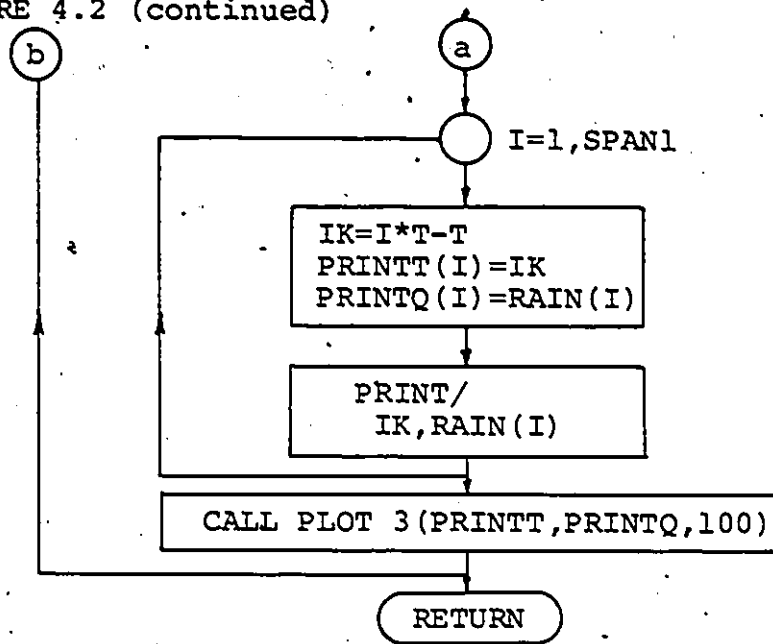 RE 4.2 (continued)
b
a
I=1,SPAN1
IK=I*T-T
PRINTT(I)=IK
PRINTQ(I)=RAIN(I)
PRINT/
IK,RAIN(I)
CALL PLOT 3(PRINTT,PRINTQ,100)
RETURN